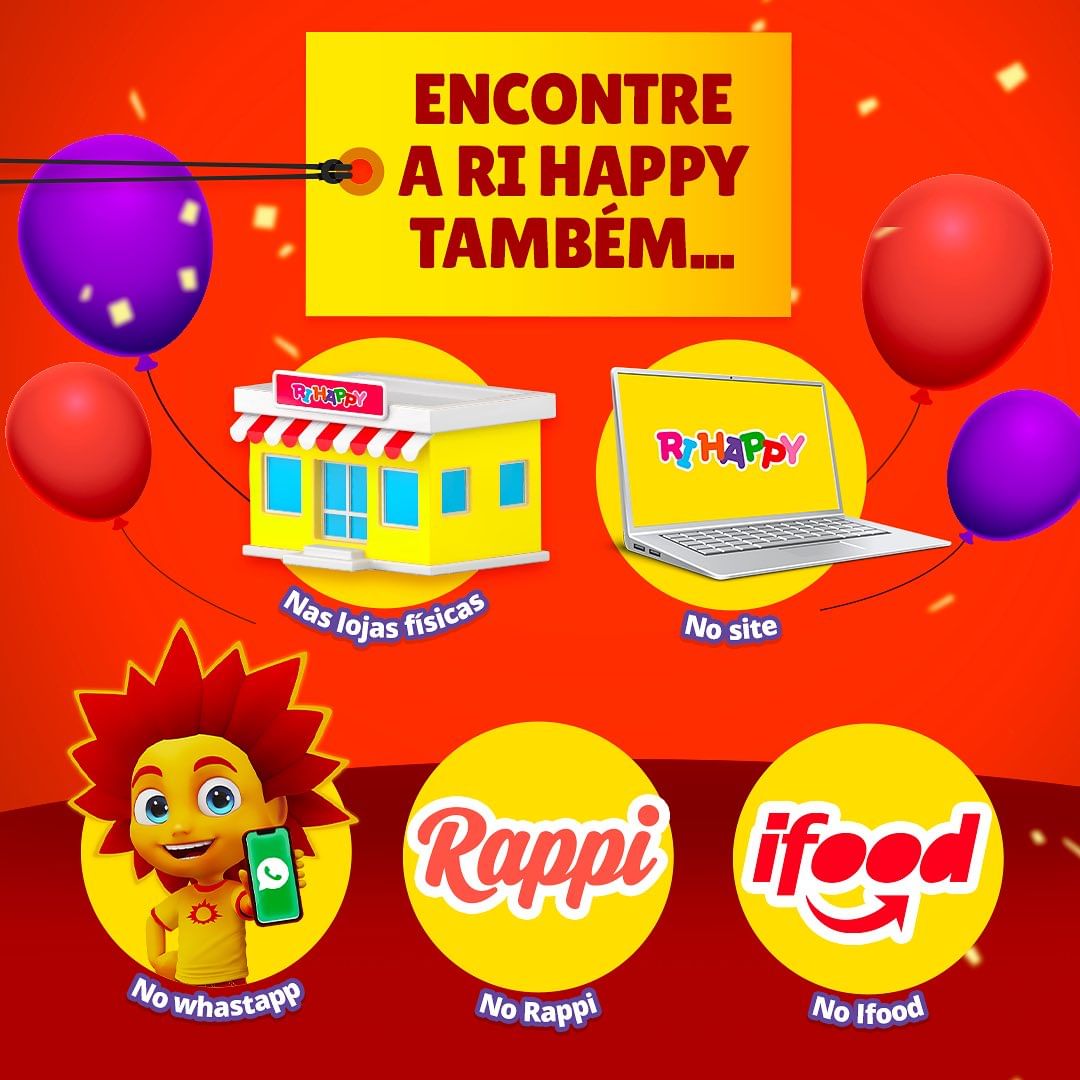 ENCONTRE
A RI HAPPY
TAMBÉM...
RI HAPPY
RI HAPPY
Nas lojas físicas
No site
Rappi
ifood
No whastapp
No Rappi
No Ifood